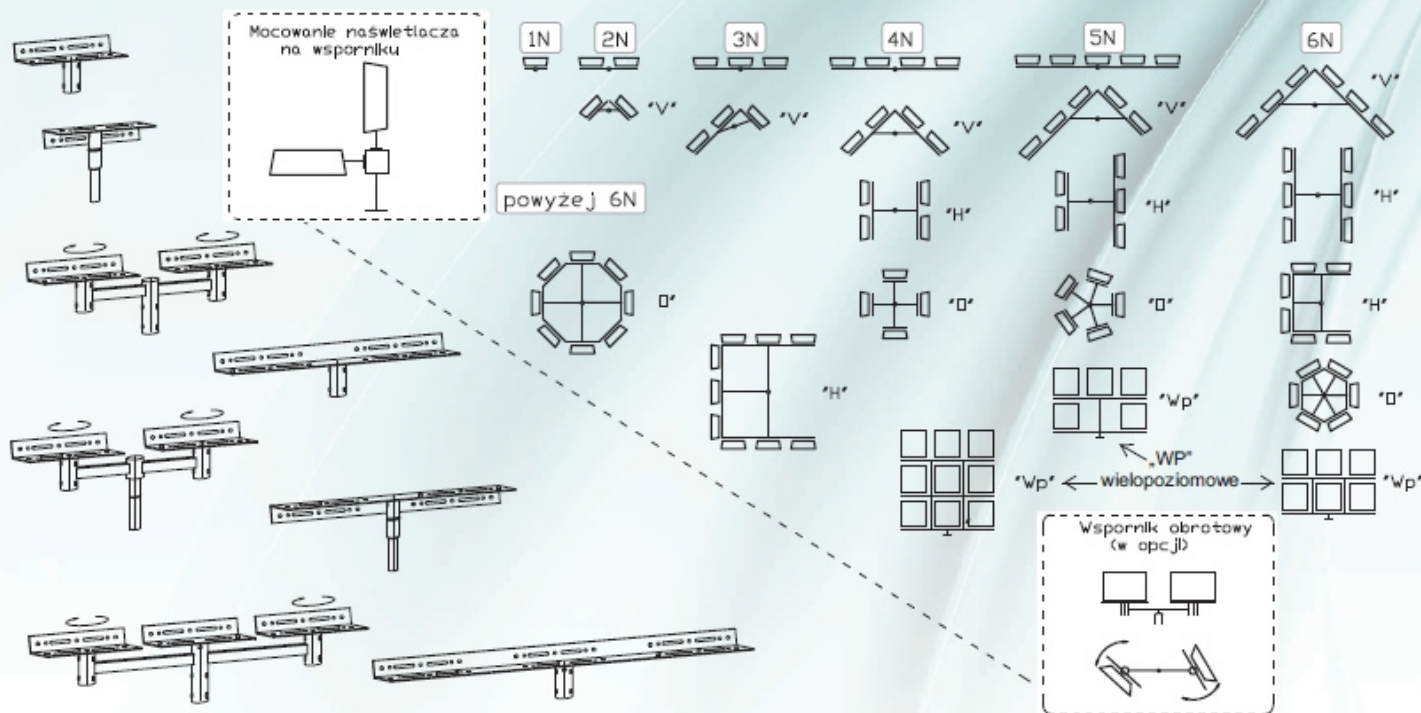 Mocowanie naświetlacza
na wsporniku
1N
2N
3N
4N
5N
6N
"V"
"V"
"V"
"V"
"V"
"H"
"H"
"H"
powyżej 6N
"O"
"O"
"O"
"H"
"H"
"O"
"Wp"
„WP"
"Wp"
wielopoziomowe
"Wp"
Wspornik obrotowy
(w opcji)